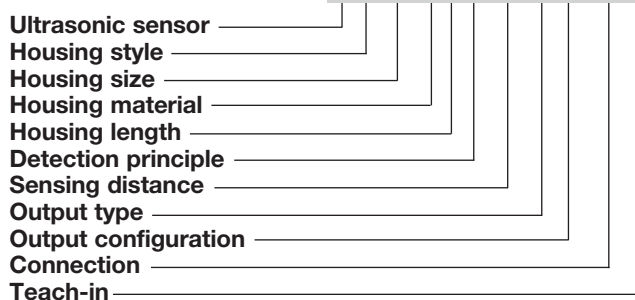 Ultrasonic sensor
Housing style
Housing size
Housing material
Housing length
Detection principle
Sensing distance
Output type
Output configuration
Connection
Teach-in